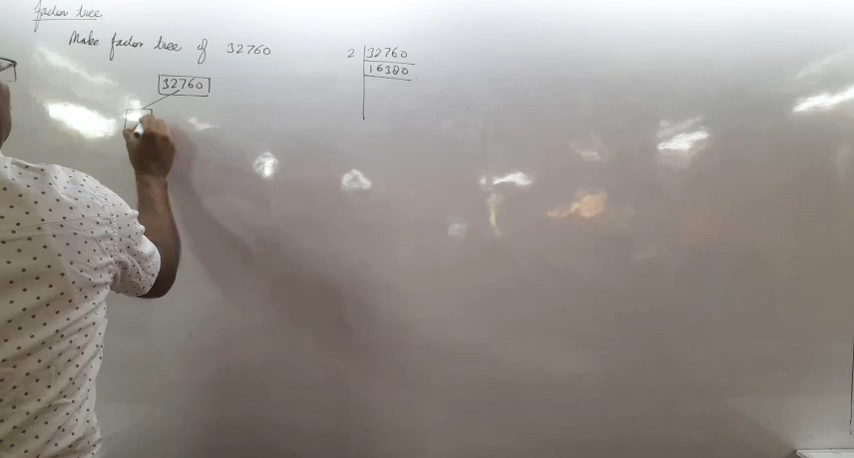 factor tree
Make factor tree of 32760
32760
2 32760
16380